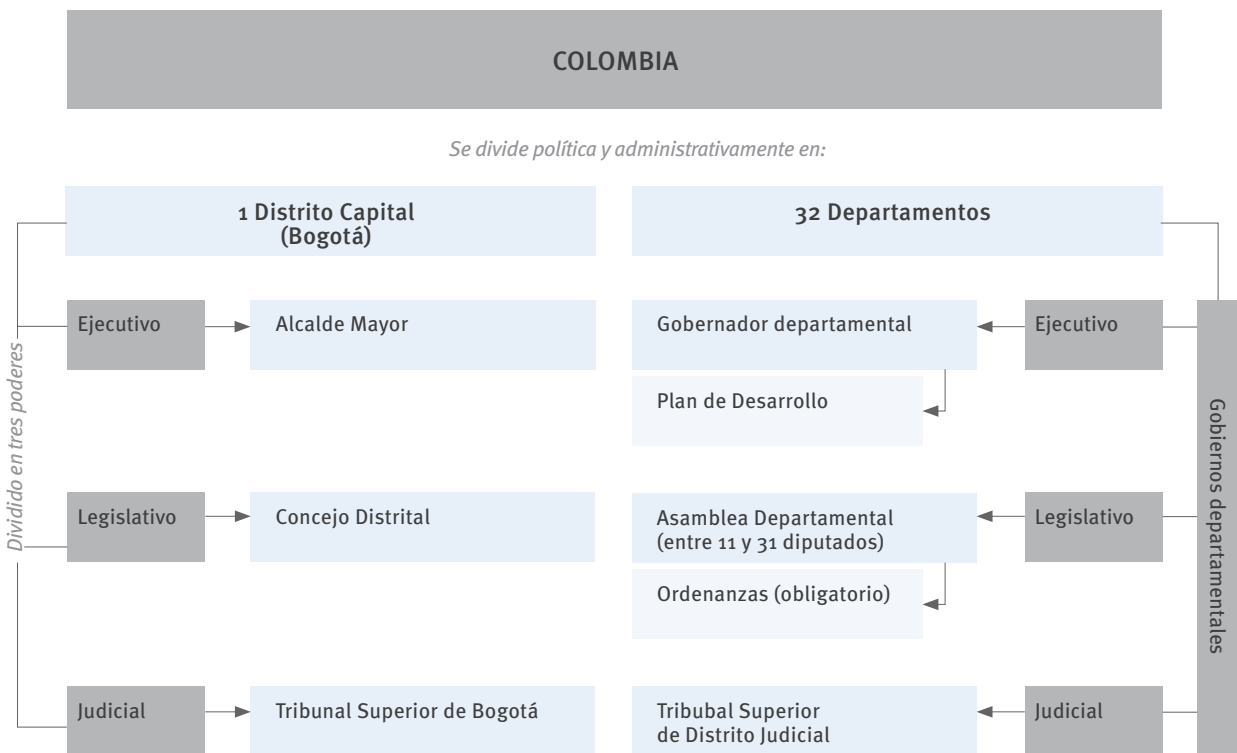 COLOMBIA
Se divide política y administrativamente en:
1 Distrito Capital
(Bogotá)
32 Departamentos
Dividido en tres poderes
Ejecutivo
Alcalde Mayor
Gobernador departamental
Ejecutivo
Plan de Desarrollo
Gobiernos departamentales
Legislativo
Concejo Distrital
Asamblea Departamental
(entre 11 y 31 diputados)
Legislativo
Ordenanzas (obligatorio)
Judicial
Tribunal Superior de Bogotá
Tribubal Superior
de Distrito Judicial
Judicial